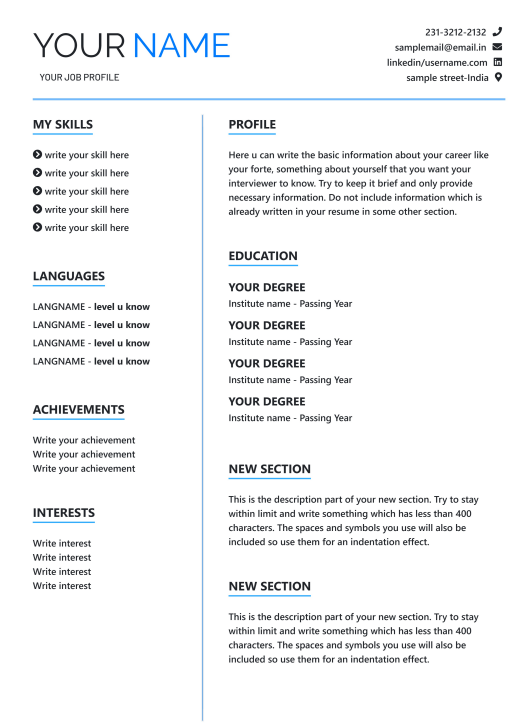 YOUR NAME
YOUR JOB PROFILE
231-3212-2132
samplemail@email.in
linkedin/username.com
sample street-India
MY SKILLS
write your skill here
write your skill here
write your skill here
write your skill here
write your skill here
LANGUAGES
LANGNAME - level u know
LANGNAME - level u know
LANGNAME - level u know
LANGNAME - level u know
ACHIEVEMENTS
Write your achievement
Write your achievement
Write your achievement
INTERESTS
Write interest
Write interest
Write interest
Write interest
PROFILE
Here u can write the basic information about your career like
your forte, something about yourself that you want your
interviewer to know. Try to keep it brief and only provide
necessary information. Do not include information which is
already written in your resume in some other section.
EDUCATION
YOUR DEGREE
Institute name - Passing Year
YOUR DEGREE
Institute name - Passing Year
YOUR DEGREE
Institute name - Passing Year
YOUR DEGREE
Institute name - Passing Year
NEW SECTION
This is the description part of your new section. Try to stay
within limit and write something which has less than 400
characters. The spaces and symbols you use will also be
included so use them for an indentation effect.
NEW SECTION
This is the description part of your new section. Try to stay
within limit and write something which has less than 400
characters. The spaces and symbols you use will also be
included so use them for an indentation effect.